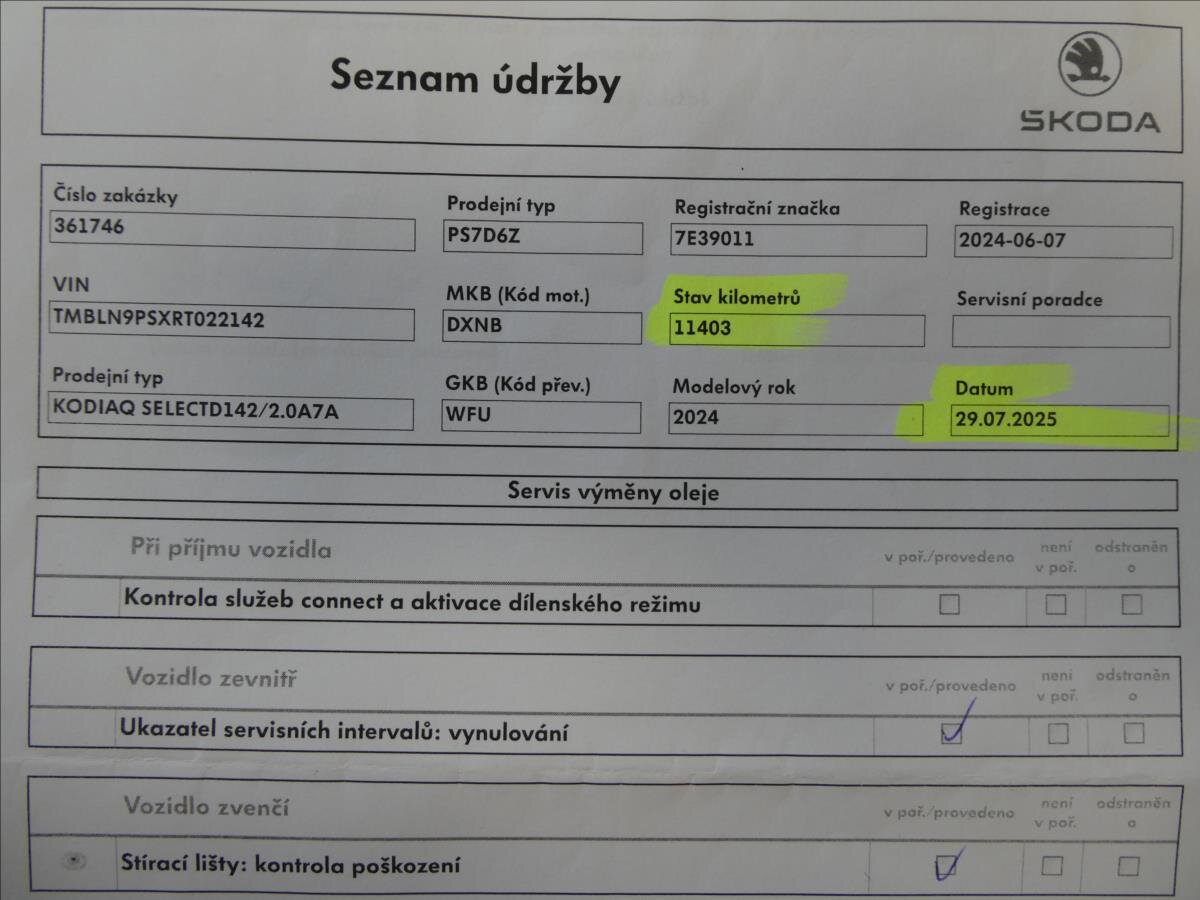 Seznam údržby
ŠKODA
Číslo zakázky
361746
Prodejní typ
PS7D6Z
Registrační značka
7E39011
Registrace
2024-06-07
VIN
TMBLN9PSXRT022142
MKB (Kód mot.)
DXNB
Stav kilometrů
11403
Servisní poradce
Prodejní typ
KODIAQ SELECTD142/2.0A7A
GKB (Kód přev.)
WFU
Modelový rok
2024
Datum
29.07.2025
Servis výměny oleje
Při příjmu vozidla
v poř./provedeno
není
v poř.
odstraněn
o
Kontrola služeb connect a aktivace dílenského režimu
Vozidlo zevnitř
v poř./provedeno
není
v poř.
odstraněn
o
Ukazatel servisních intervalů: vynulování
Vozidlo zvenčí
v poř./provedeno
není
v poř.
odstraněn
o
Stírací lišty: kontrola poškození